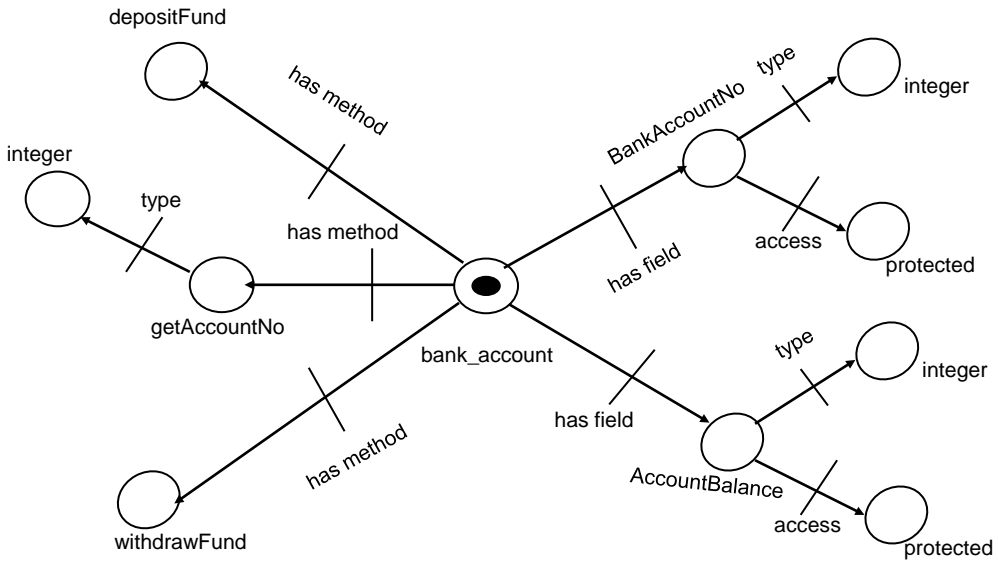 depositFund
has method
integer
type
has method
getAccountNo
bank_account
has method
withdrawFund
BankAccountNo
type
integer
has field
access
protected
has field
type
integer
AccountBalance
access
protected